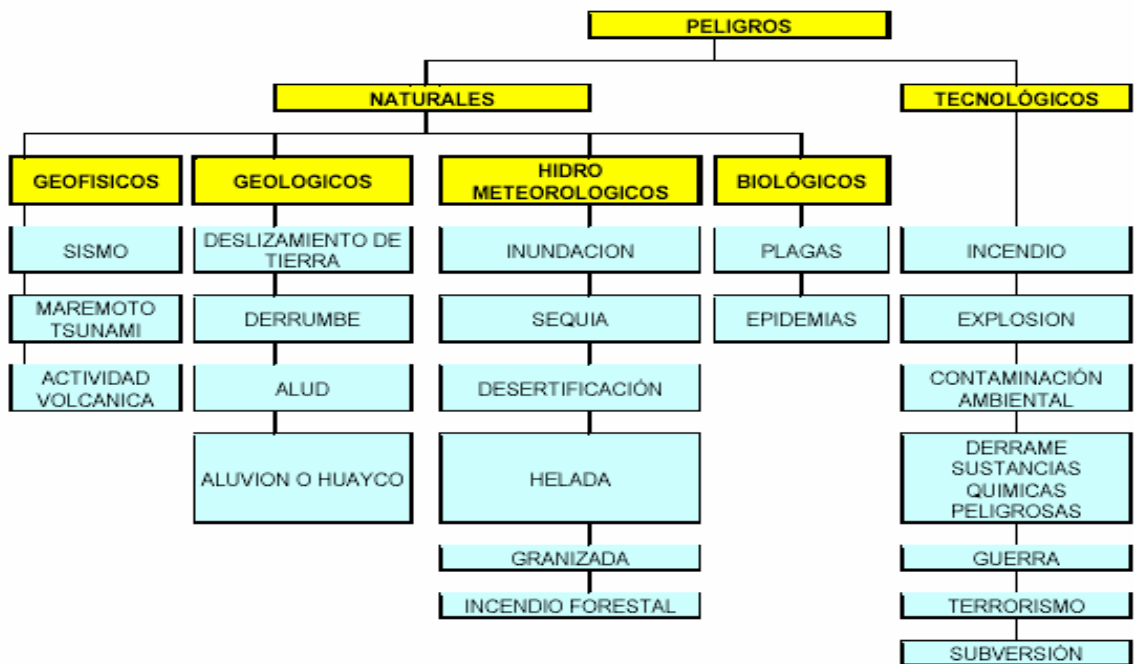 PELIGROS
NATURALES
TECNOLÓGICOS
GEOFISICOS
GEOLOGICOS
HIDRO
METEOROLOGICOS
BIOLÓGICOS
SISMO
MAREMOTO
TSUNAMI
ACTIVIDAD
VOLCANICA
DESLIZAMIENTO DE
TIERRA
DERRUMBE
ALUD
ALUVION O HUAYCO
INUNDACION
SEQUIA
DESERTIFICACIÓN
HELADA
GRANIZADA
INCENDIO FORESTAL
PLAGAS
EPIDEMIAS
INCENDIO
EXPLOSION
CONTAMINACIÓN
AMBIENTAL
DERRAME
SUSTANCIAS
QUIMICAS
PELIGROSAS
GUERRA
TERRORISMO
SUBVERSIÓN